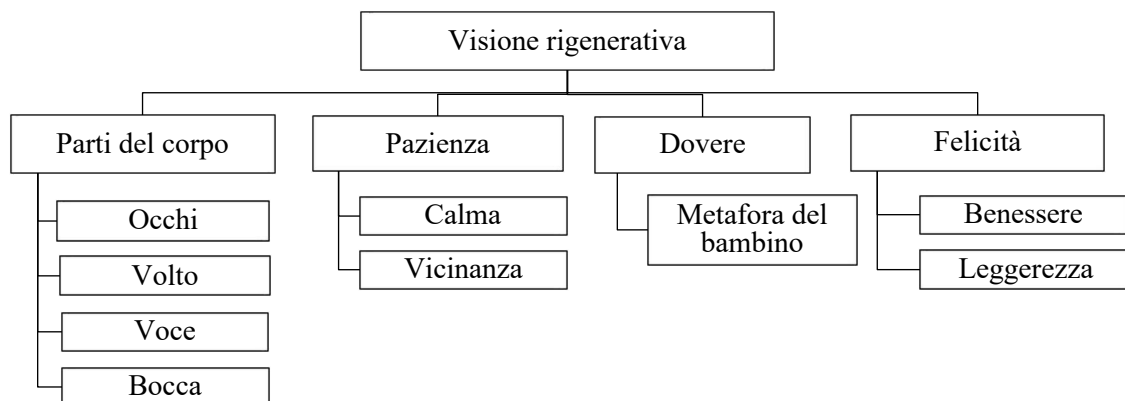 Visione rigenerativa
Parti del corpo
Occhi
Volto
Voce
Bocca
Pazienza
Calma
Vicinanza
Dovere
Metafora del
bambino
Felicità
Benessere
Leggerezza